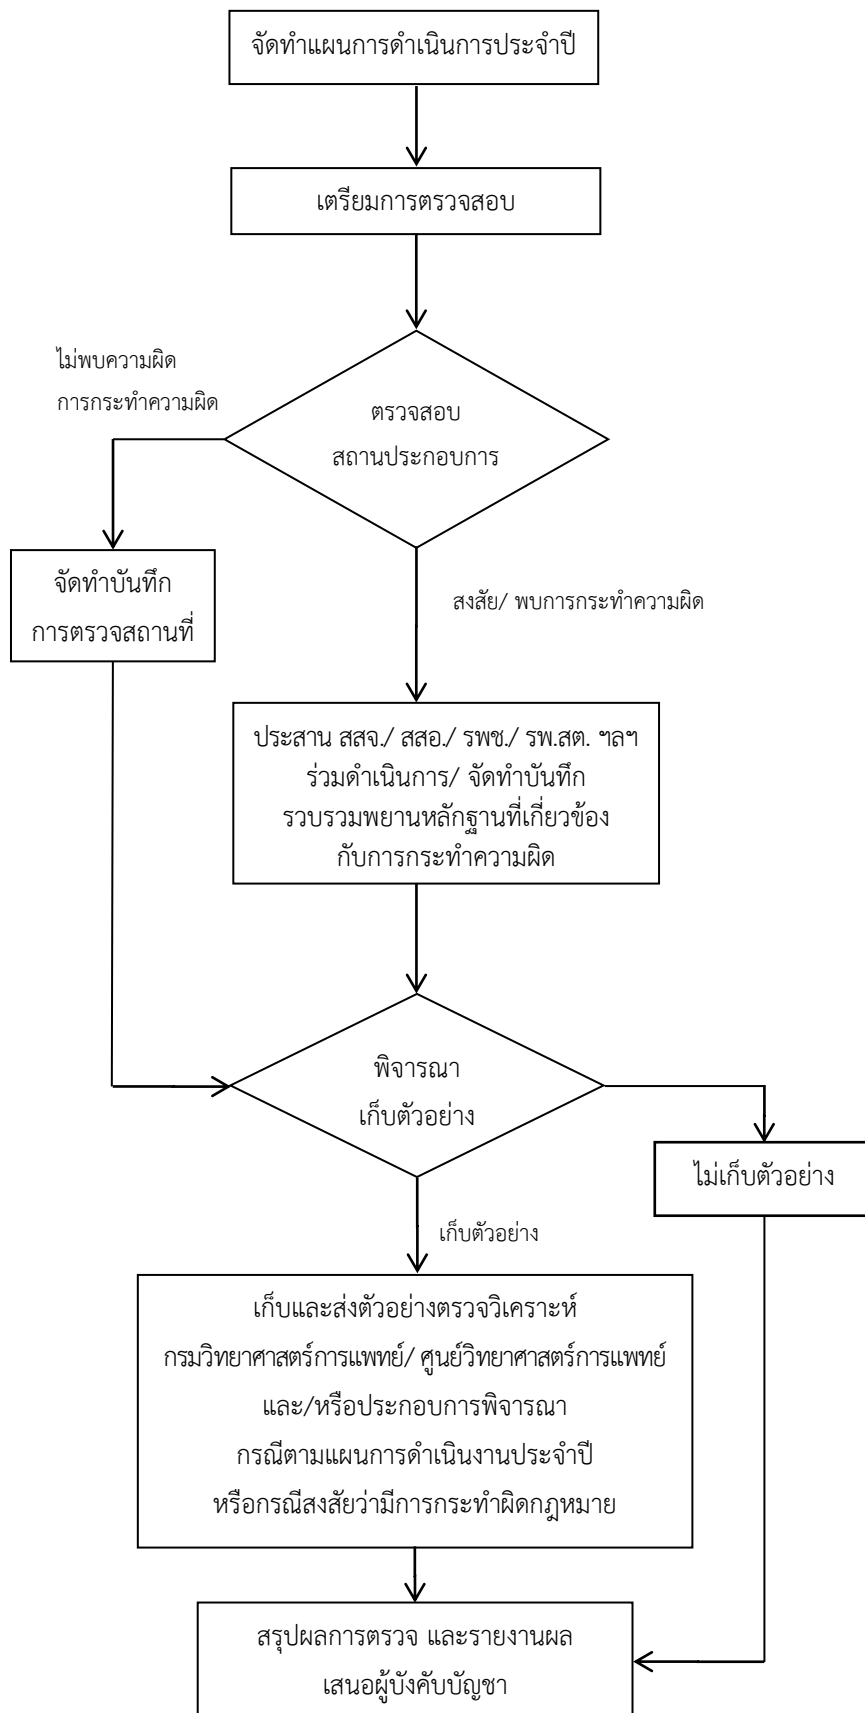 จัดทำแผนการดำเนินการประจำปี
เตรียมการตรวจสอบ
ไม่พบความผิด
การกระทำความผิด
ตรวจสอบ
สถานประกอบการ
จัดทำบันทึก
การตรวจสถานที่
สงสัย/ พบการกระทำความผิด
ประสาน สสจ./ สสอ./ รพช./ รพ.สต. ฯลฯ
ร่วมดำเนินการ/ จัดทำบันทึก
รวบรวมพยานหลักฐานที่เกี่ยวข้อง
กับการกระทำความผิด
พิจารณา
เก็บตัวอย่าง
ไม่เก็บตัวอย่าง
เก็บตัวอย่าง
เก็บและส่งตัวอย่างตรวจวิเคราะห์
กรมวิทยาศาสตร์การแพทย์/ ศูนย์วิทยาศาสตร์การแพทย์
และ/หรือประกอบการพิจารณา
กรณีตามแผนการดำเนินงานประจำปี
หรือกรณีสงสัยว่ามีการกระทำผิดกฎหมาย
สรุปผลการตรวจ และรายงานผล
เสนอผู้บังคับบัญชา